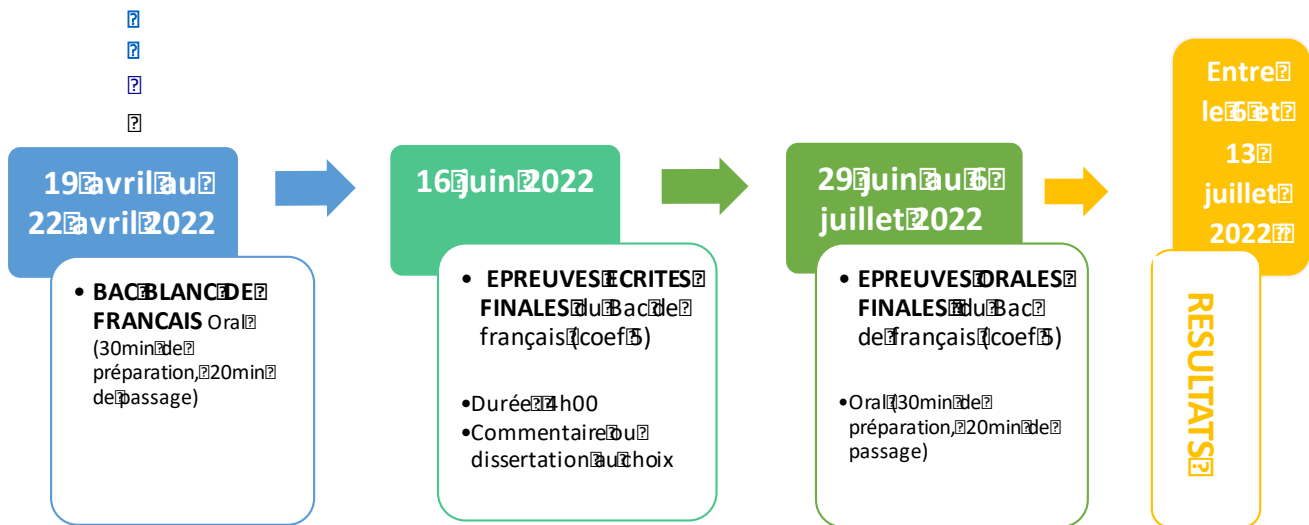 19 avril au
22 avril 2022
• BAC BLANC DE
FRANCAIS Oral
(30min de
préparation, 20min
de passage)
16 juin 2022
• EPREUVES ECRITES
FINALES du Bac de
français (coef 5)
•Durée 4h00
•Commentaire ou
dissertation au choix
29 juin au 6
juillet 2022
• EPREUVES ORALES
FINALES du Bac
de français (coef 5)
•Oral (30min de
préparation, 20min de
passage)
Entre
le 6 et
13
juillet
2022
RESULTATS